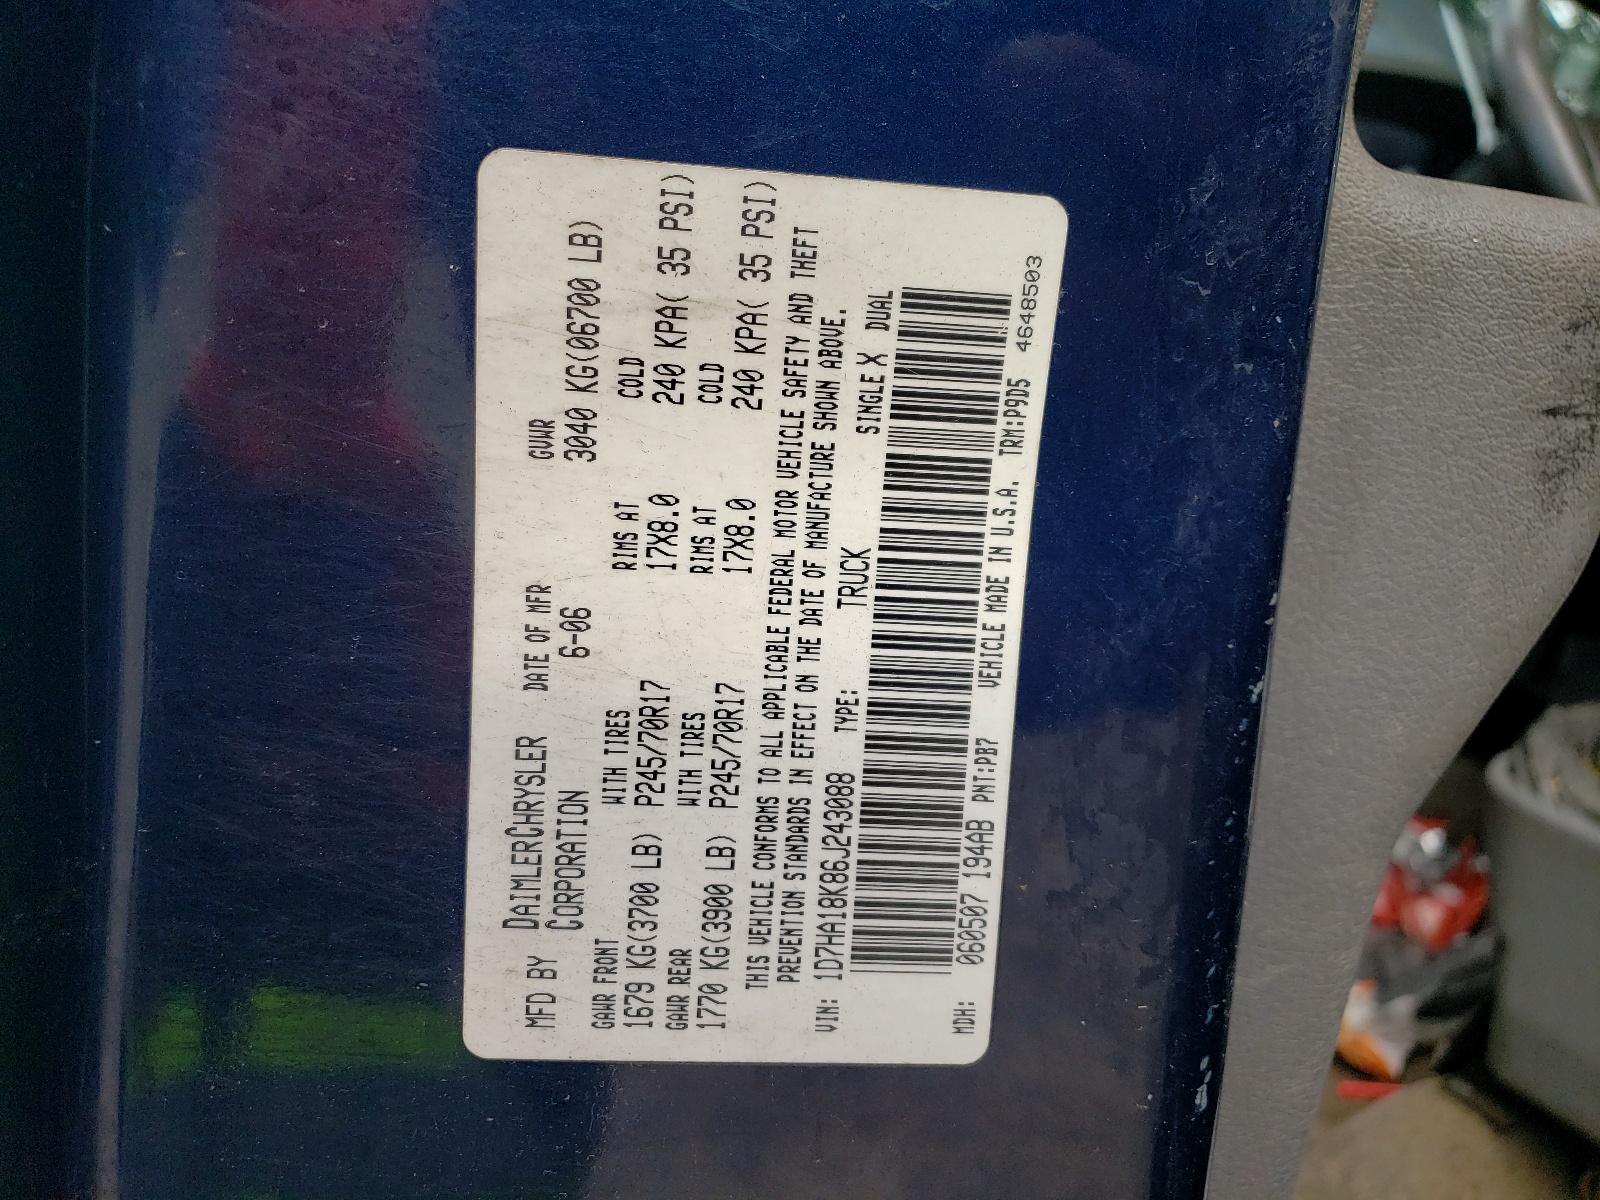 MFD BY DAIMLERCHRYSLER DATE OF MFR GVWR
CORPORATION 6-06 3040 KG(06700 LB)
GAWR FRONT WITH TIRES RIMS AT COLD
1679 KG(3700 LB) P245/70R17 17X8.0 240 KPA( 35 PSI)
GAWR REAR WITH TIRES RIMS AT COLD
1770 KG(3900 LB) P245/70R17 17X8.0 240 KPA( 35 PSI)
THIS VEHICLE CONFORMS TO ALL APPLICABLE FEDERAL MOTOR VEHICLE SAFETY AND THEFT
PREVENTION STANDARDS IN EFFECT ON THE DATE OF MANUFACTURE SHOWN ABOVE.
VIN: 1D7HA18K86J243088 TYPE: TRUCK SINGLE X DUAL
MDH: 060507 194AB PNT:PB7 VEHICLE MADE IN U.S.A. TRM:P9D5 4648503